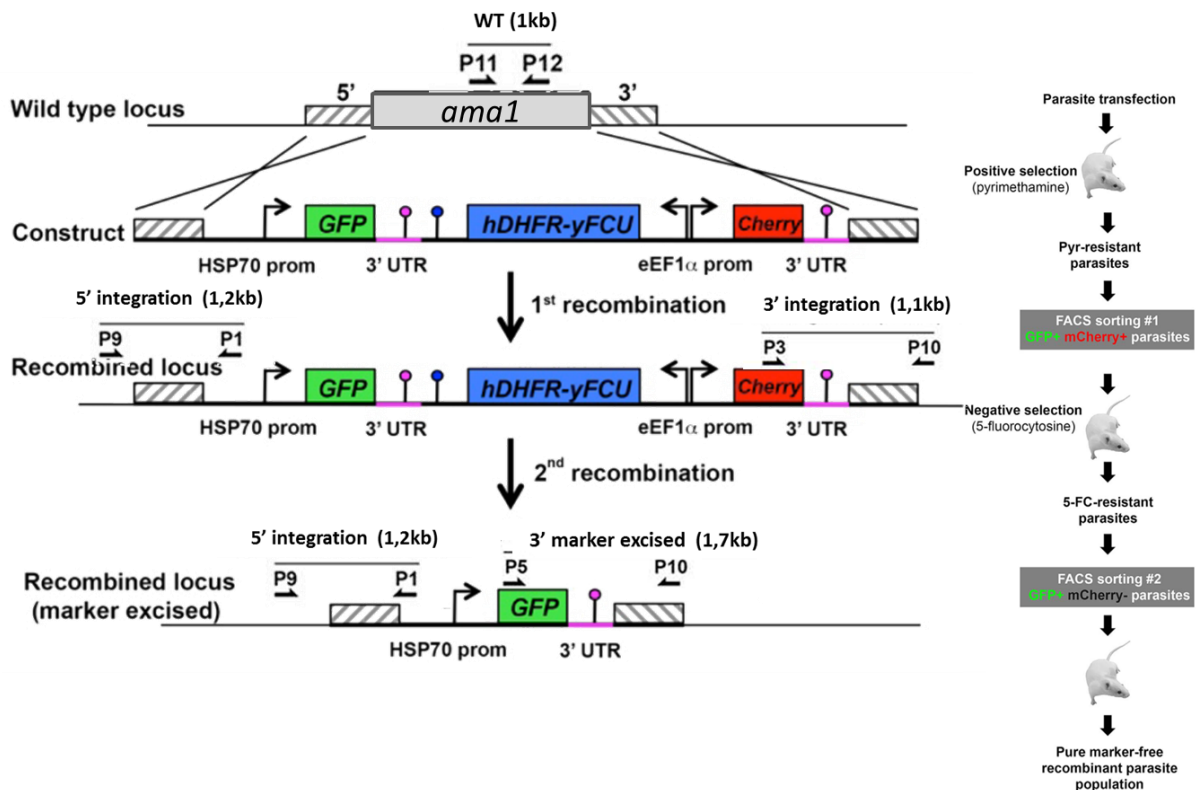 WT (1kb)
P11 P12
5’ 3’
Wild type locus
ama1
Construct
GFP hDHFR-yFCU Cherry
HSP70 prom 3’ UTR eEF1α prom 3’ UTR
5’ integration (1,2kb)
1st recombination
3’ integration (1,1kb)
P9 P1
P3 P10
Recombined locus
GFP hDHFR-yFCU Cherry
HSP70 prom 3’ UTR eEF1α prom 3’ UTR
2nd recombination
5’ integration (1,2kb)
3’ marker excised (1,7kb)
P9 P1
P5 P10
Recombined locus
(marker excised)
GFP
HSP70 prom 3’ UTR
Parasite transfection
Positive selection
(pyrimethamine)
Pyr-resistant
parasites
FACS sorting #1
GFP+ mCherry+ parasites
Negative selection
(5-fluorocytosine)
5-FC-resistant
parasites
FACS sorting #2
GFP+ mCherry- parasites
Pure marker-free
recombinant parasite
population